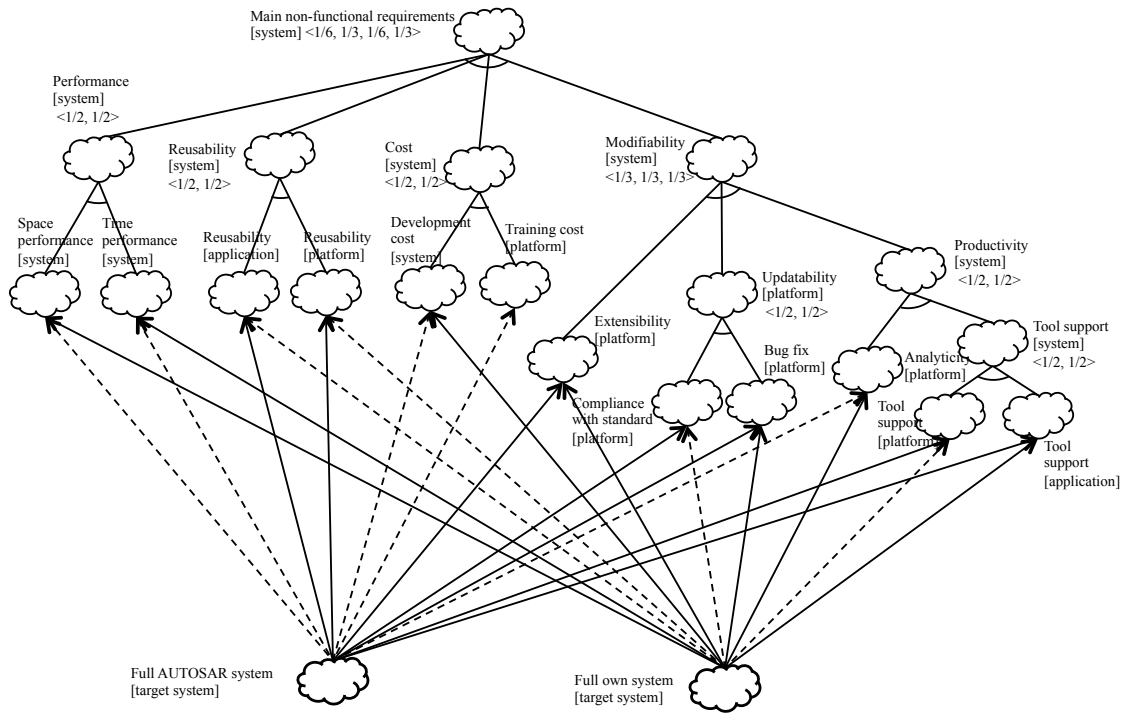 Main non-functional requirements
[system] <1/6, 1/3, 1/6, 1/3>
Performance
[system]
<1/2, 1/2>
Reusability
[system]
<1/2, 1/2>
Cost
[system]
<1/2, 1/2>
Modifiability
[system]
<1/3, 1/3, 1/3>
Space
performance
[system]
Time
performance
[system]
Reusability
[application]
Reusability
[platform]
Development
cost
[system]
Training cost
[platform]
Productivity
[system]
<1/2, 1/2>
Updatability
[platform]
<1/2, 1/2>
Extensibility
[platform]
Tool support
[system]
<1/2, 1/2>
Bug fix
[platform]
Analyticity
[platform]
Compliance
with standard
[platform]
Tool
support
[platform]
Tool
support
[application]
Full AUTOSAR system
[target system]
Full own system
[target system]